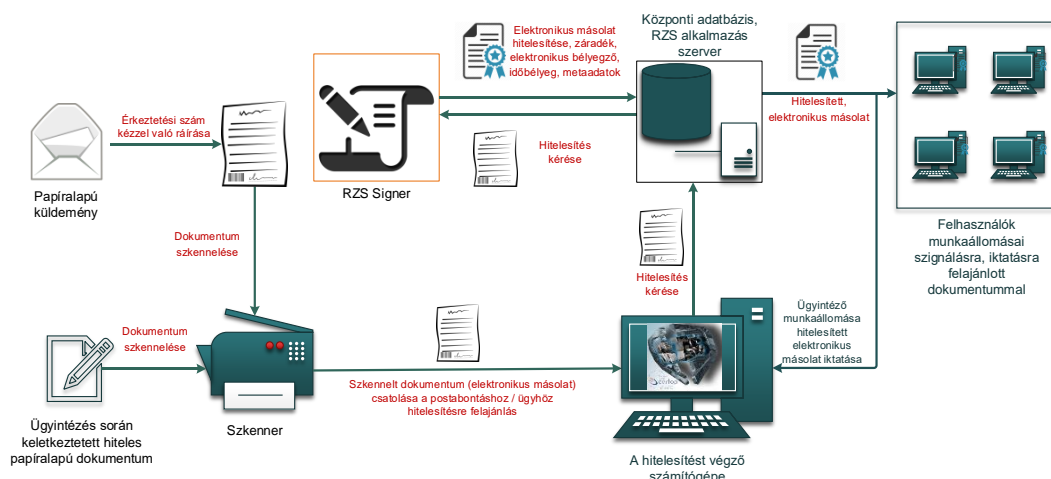 Elektronikus másolat
hitelesítése, záradék,
elektronikus bélyegző,
időbélyeg, metaadatok
Központi adatbázis,
RZS alkalmazás
szerver
Érkeztetési szám
kézzel való ráírása
Hitelesített,
elektronikus másolat
Hitelesítés
kérése
Papíralapú
küldemény
RZS Signer
Dokumentum
szkennelése
Hitelesítés
kérése
Felhasználók
munkaállomásai
szignálásra, iktatásra
felajánlott
dokumentummal
Dokumentum
szkennelése
Ügyintéző
munkaállomása
hitelesített
elektronikus
másolat iktatása
Szkennelt dokumentum (elektronikus másolat)
csatolása a postabontáshoz / ügyhöz
hitelesítésre felajánlás
Szkenner
Ügyintézés során
keletkeztetett hiteles
papíralapú dokumentum
A hitelesítést végző
számítógépe